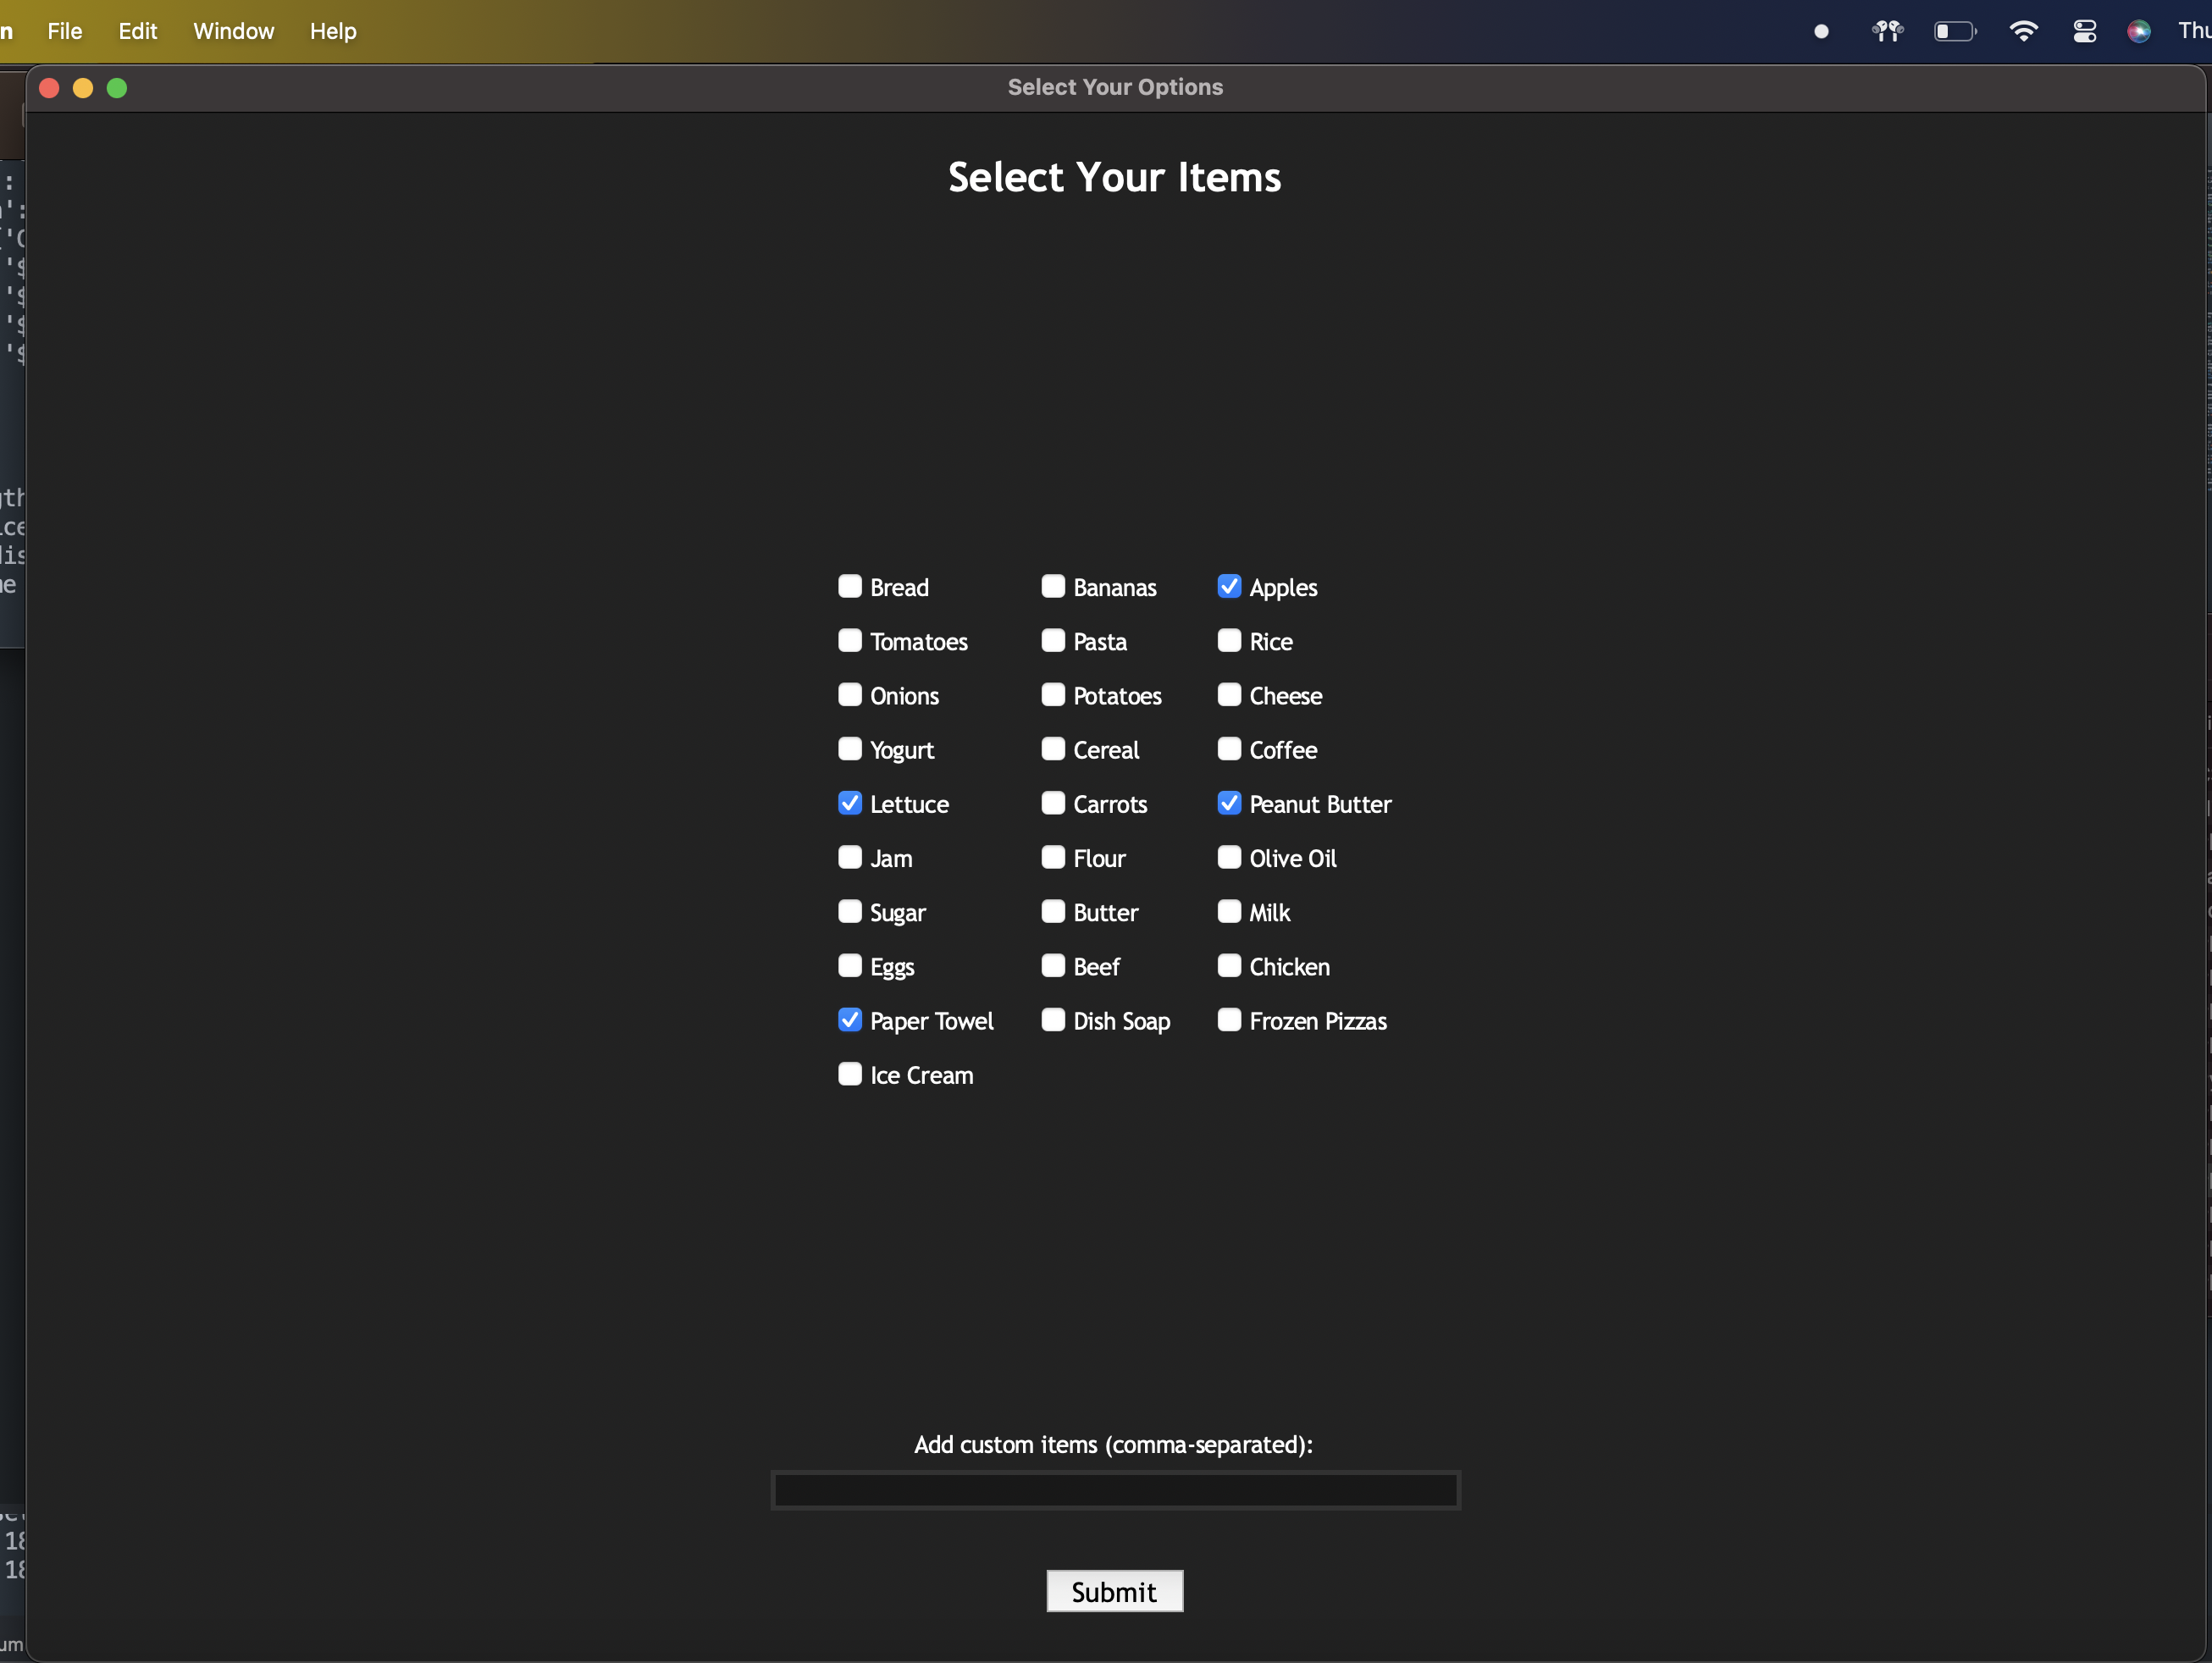 File Edit Window Help
Select Your Options
Select Your Items
Bread Bananas Apples
Tomatoes Pasta Rice
Onions Potatoes Cheese
Yogurt Cereal Coffee
Lettuce Carrots Peanut Butter
Jam Flour Olive Oil
Sugar Butter Milk
Eggs Beef Chicken
Paper Towel Dish Soap Frozen Pizzas
Ice Cream
Add custom items (comma-separated):
Submit